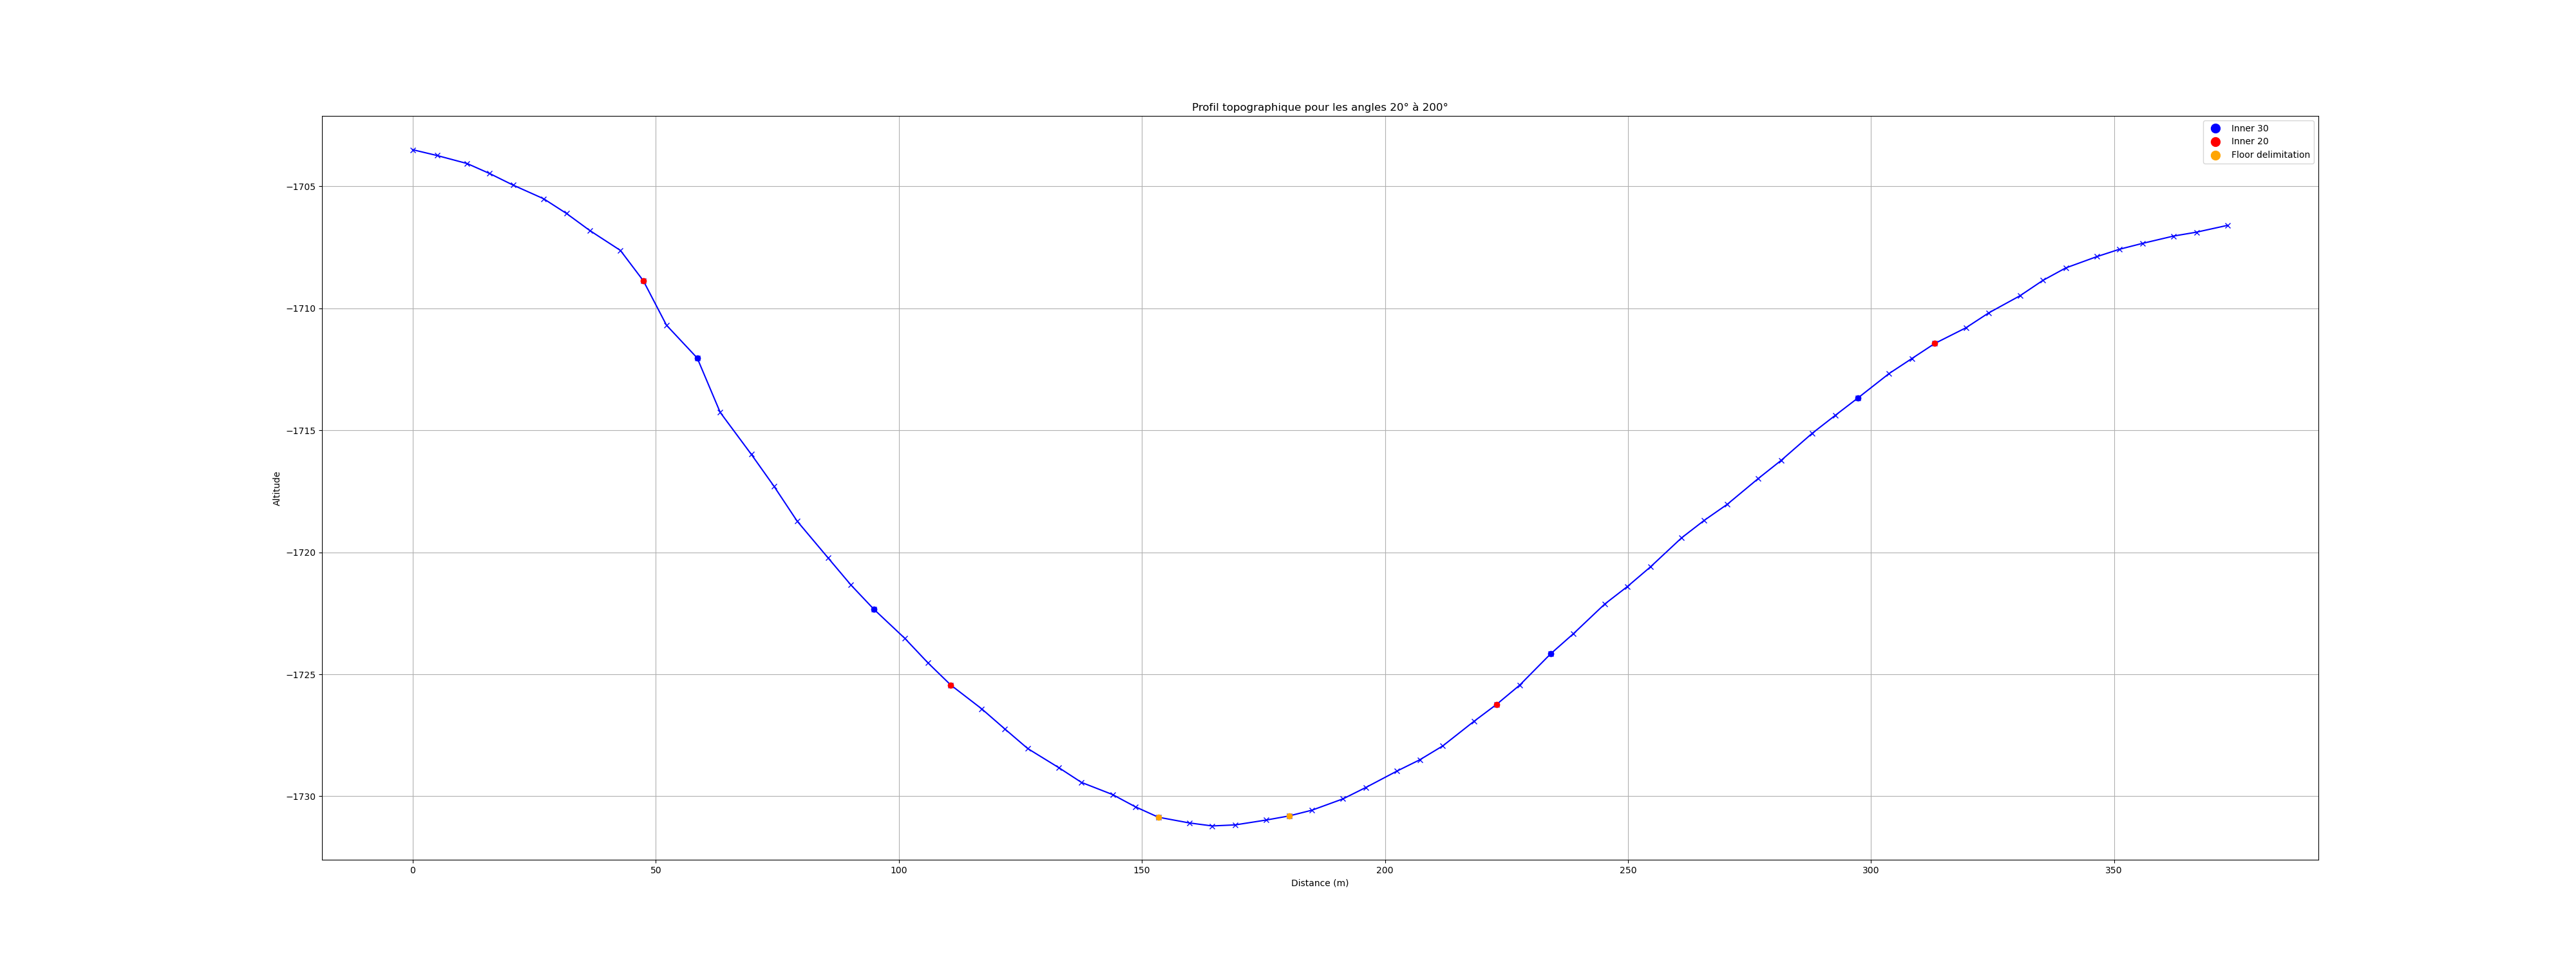 Profil topographique pour les angles 20° à 200°
Inner 30
Inner 20
Floor delimitation
−1705
−1710
−1715
−1720
−1725
−1730
Altitude
0 50 100 150 200 250 300 350
Distance (m)